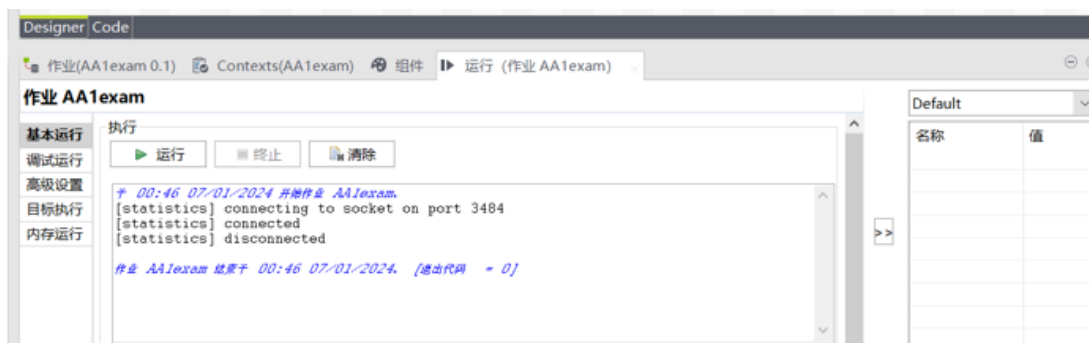 Designer Code
作业(AA1exam 0.1) Contexts(AA1exam) 组件 运行 (作业 AA1exam)
作业 AA1exam
Default
基本运行
调试运行
高级设置
目标执行
内存运行
执行
运行 终止 清除
于 00:46 07/01/2024 开始作业 AA1exam.
[statistics] connecting to socket on port 3484
[statistics] connected
[statistics] disconnected
作业 AA1exam 结束于 00:46 07/01/2024. [退出代码 = 0]
>>
名称 值